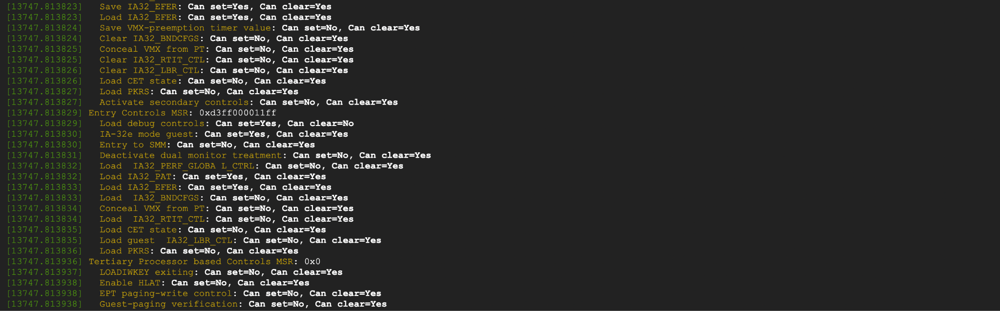 [13747.813823]   Save IA32_EFER: Can set=Yes, Can clear=Yes
[13747.813823]   Load IA32_EFER: Can set=Yes, Can clear=Yes
[13747.813824]   Save VMX-preemption timer value: Can set=No, Can clear=Yes
[13747.813824]   Clear IA32_BNDCFGS: Can set=No, Can clear=Yes
[13747.813825]   Conceal VMX from PT: Can set=No, Can clear=Yes
[13747.813825]   Clear IA32_RTIT_CTL: Can set=No, Can clear=Yes
[13747.813826]   Clear IA32_LBR_CTL: Can set=No, Can clear=Yes
[13747.813826]   Load CET state: Can set=No, Can clear=Yes
[13747.813827]   Load PKRS: Can set=No, Can clear=Yes
[13747.813827]   Activate secondary controls: Can set=No, Can clear=Yes
[13747.813829] Entry Controls MSR: 0xd3ff000011ff
[13747.813829]   Load debug controls: Can set=Yes, Can clear=No
[13747.813830]   IA-32e mode guest: Can set=Yes, Can clear=Yes
[13747.813830]   Entry to SMM: Can set=No, Can clear=Yes
[13747.813831]   Deactivate dual monitor treatment: Can set=No, Can clear=Yes
[13747.813832]   Load  IA32_PERF_GLOBA L_CTRL: Can set=No, Can clear=Yes
[13747.813832]   Load IA32_PAT: Can set=Yes, Can clear=Yes
[13747.813833]   Load IA32_EFER: Can set=Yes, Can clear=Yes
[13747.813833]   Load  IA32_BNDCFGS: Can set=No, Can clear=Yes
[13747.813834]   Conceal VMX from PT: Can set=No, Can clear=Yes
[13747.813834]   Load  IA32_RTIT_CTL: Can set=No, Can clear=Yes
[13747.813835]   Load CET state: Can set=No, Can clear=Yes
[13747.813835]   Load guest  IA32_LBR_CTL: Can set=No, Can clear=Yes
[13747.813836]   Load PKRS: Can set=No, Can clear=Yes
[13747.813936] Tertiary Processor based Controls MSR: 0x0
[13747.813937]   LOADIWKEY exiting: Can set=No, Can clear=Yes
[13747.813938]   Enable HLAT: Can set=No, Can clear=Yes
[13747.813938]   EPT paging-write control: Can set=No, Can clear=Yes
[13747.813938]   Guest-paging verification: Can set=No, Can clear=Yes